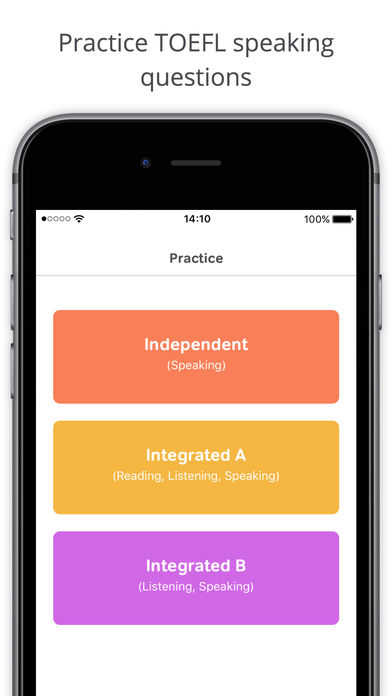 Practice TOEFL speaking
questions
14:10
100%
Practice
Independent
(Speaking)
Integrated A
(Reading, Listening, Speaking)
Integrated B
(Listening, Speaking)